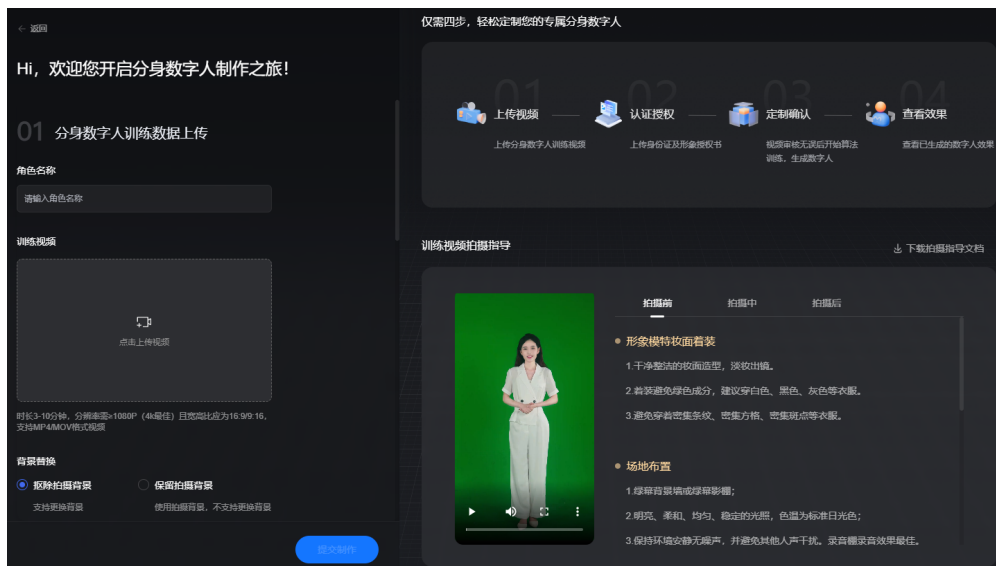 ← 返回
Hi，欢迎您开启分身数字人制作之旅！
01 分身数字人训练数据上传
角色名称
请输入角色名称
训练视频
点击上传视频
时长3-10分钟，分辨率需≥1080P（4k最佳）且宽高比应为16:9/9:16，
支持MP4/MOV格式视频
背景替换
抠除拍摄背景
支持更换背景
保留拍摄背景
使用拍摄背景，不支持更换背景
提交制作
仅需四步，轻松定制您的专属分身数字人
01
上传视频
上传分身数字人训练视频
02
认证授权
上传身份证及形象授权书
03
定制确认
视频审核无误后开始算法
训练，生成数字人
04
查看效果
查看已生成的数字人效果
训练视频拍摄指导
下载拍摄指导文档
拍摄前 拍摄中 拍摄后
形象模特妆面着装
1.干净整洁的妆面造型，淡妆出镜。
2.着装避免绿色成分，建议穿白色、黑色、灰色等衣服。
3.避免穿着密集条纹、密集方格、密集斑点等衣服。
场地布置
1.绿幕背景墙或绿幕影棚；
2.明亮、柔和、均匀、稳定的光照，色温为标准日光色；
3.保持环境安静无噪声，并避免其他人声干扰。录音棚录音效果最佳。